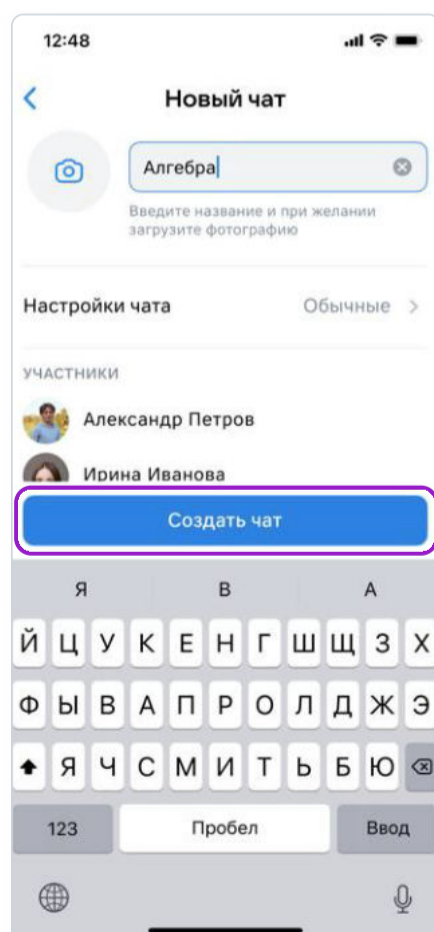 12:48
Новый чат
Алгебра
Введите название и при желании
загрузите фотографию
Настройки чата Обычные
УЧАСТНИКИ
Александр Петров
Ирина Иванова
Создать чат
Я В А
Й Ц У К Е Н Г Ш Щ З Х
Ф Ы В А П Р О Л Д Ж Э
Я Ч С М И Т Ь Б Ю
123 Пробел Ввод